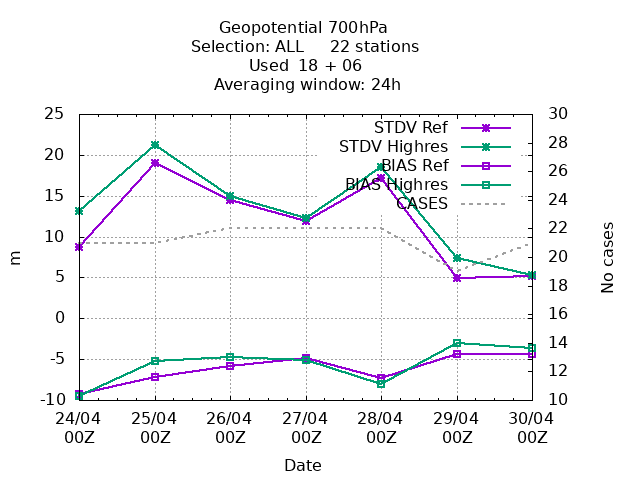 Geopotential 700hPa
Selection: ALL 22 stations
Used 18 + 06
Averaging window: 24h
25
20
15
10
5
0
-5
-10
m
30
28
26
24
22
20
18
16
14
12
10
No cases
STDV Ref
STDV Highres
BIAS Ref
BIAS Highres
CASES
24/04 25/04 26/04 27/04 28/04 29/04 30/04
00Z 00Z 00Z 00Z 00Z 00Z 00Z
Date